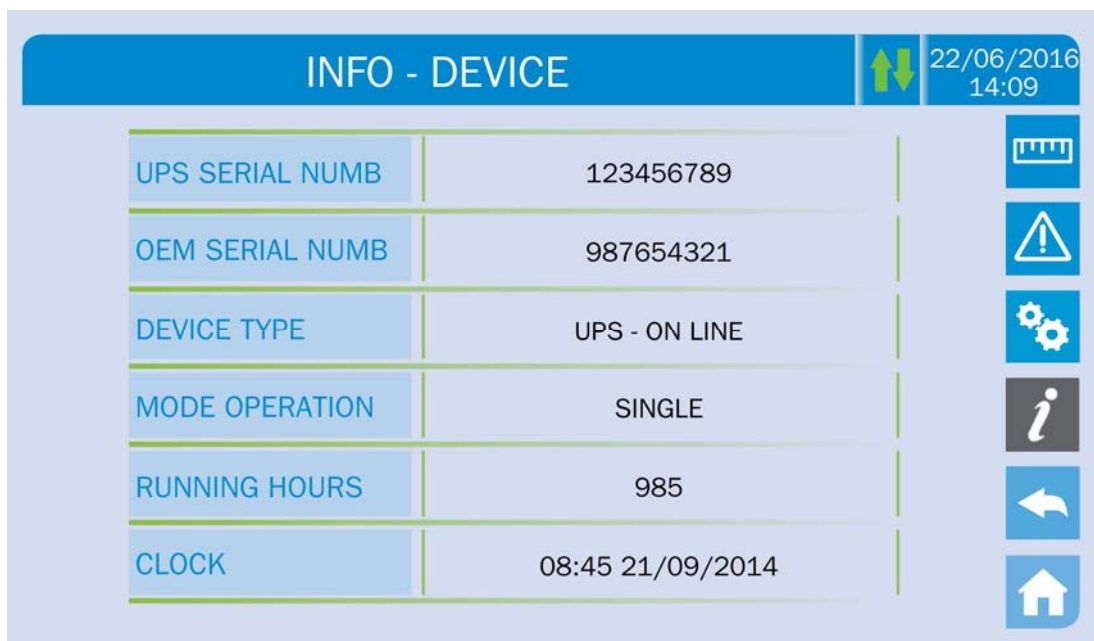 INFO - DEVICE
22/06/2016
14:09
UPS SERIAL NUMB 123456789
OEM SERIAL NUMB 987654321
DEVICE TYPE UPS - ON LINE
MODE OPERATION SINGLE
RUNNING HOURS 985
CLOCK 08:45 21/09/2014